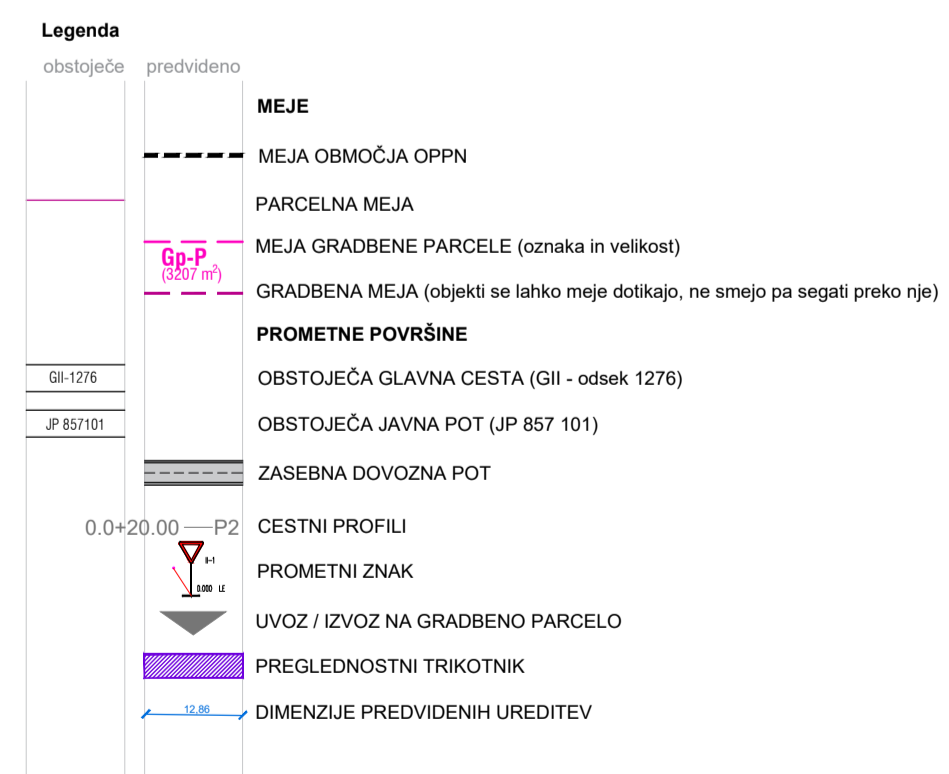 Legenda
obstoječe predvideno
MEJE
MEJA OBMOČJA OPPN
PARCELNA MEJA
MEJA GRADBENE PARCELE (oznaka in velikost)
Gp-P
(3207 m²)
GRADBENA MEJA (objekti se lahko meje dotikajo, ne smejo pa segati preko nje)
PROMETNE POVRŠINE
GII-1276 OBSTOJEČA GLAVNA CESTA (GII - odsek 1276)
JP 857101 OBSTOJEČA JAVNA POT (JP 857 101)
ZASEBNA DOVOZNA POT
0.0+20.00 P2 CESTNI PROFILI
II-1
PROMETNI ZNAK
0.000 LE
UVOZ / IZVOZ NA GRADBENO PARCELO
PREGLEDNOSTNI TRIKOTNIK
12,86 DIMENZIJE PREDVIDENIH UREDITEV